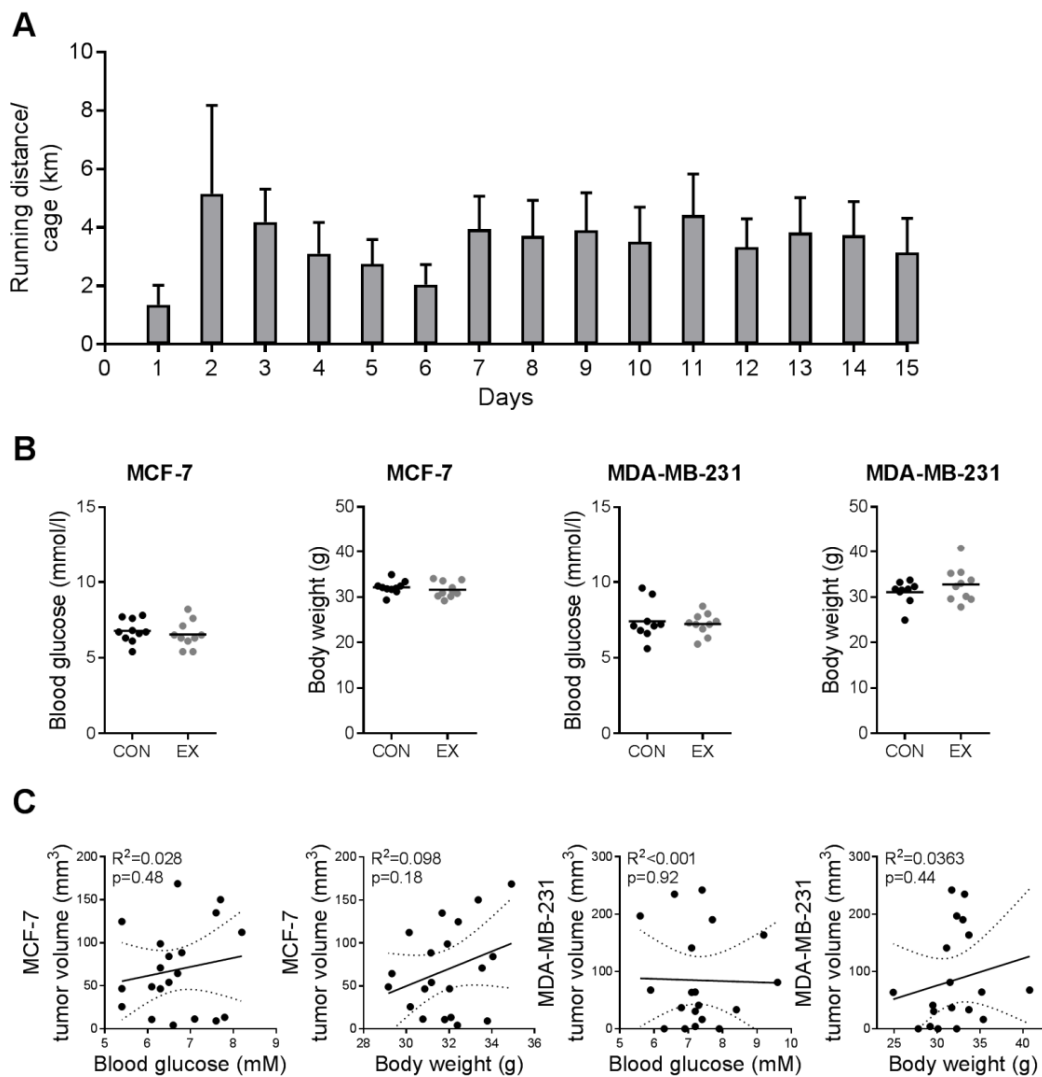 A
Running distance/
cage (km)
10
8
6
4
2
0
0 1 2 3 4 5 6 7 8 9 10 11 12 13 14 15
Days
B
MCF-7
Blood glucose (mmol/l)
15
10
5
0
CON EX
MCF-7
Body weight (g)
50
40
30
20
10
0
CON EX
MDA-MB-231
Blood glucose (mmol/l)
15
10
5
0
CON EX
MDA-MB-231
Body weight (g)
50
40
30
20
10
0
CON EX
C
MCF-7
tumor volume (mm³)
200
150
100
50
0
R²=0.028
p=0.48
5 6 7 8 9
Blood glucose (mM)
MCF-7
tumor volume (mm³)
200
150
100
50
0
R²=0.098
p=0.18
28 30 32 34 36
Body weight (g)
MDA-MB-231
tumor volume (mm³)
300
200
100
0
R²<0.001
p=0.92
5 6 7 8 9 10
Blood glucose (mM)
MDA-MB-231
tumor volume (mm³)
300
200
100
0
R²=0.0363
p=0.44
25 30 35 40
Body weight (g)